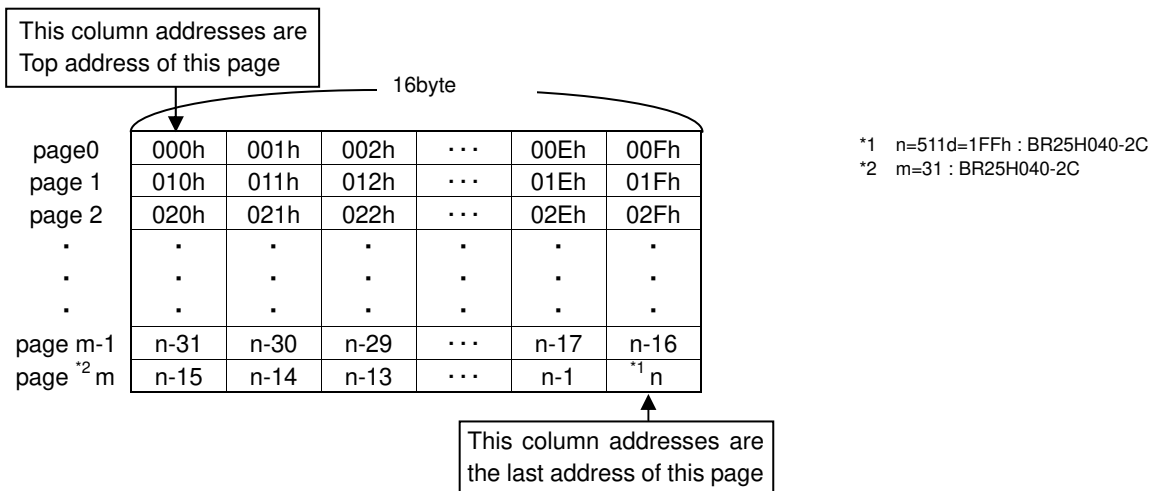 This column addresses are
Top address of this page
16byte
page0 000h 001h 002h ··· 00Eh 00Fh
page 1 010h 011h 012h ··· 01Eh 01Fh
page 2 020h 021h 022h ··· 02Eh 02Fh
· · · · · · ·
· · · · · · ·
· · · · · · ·
page m-1 n-31 n-30 n-29 ··· n-17 n-16
page *2 m n-15 n-14 n-13 ··· n-1 *1 n
This column addresses are
the last address of this page
*1 n=511d=1FFh : BR25H040-2C
*2 m=31 : BR25H040-2C